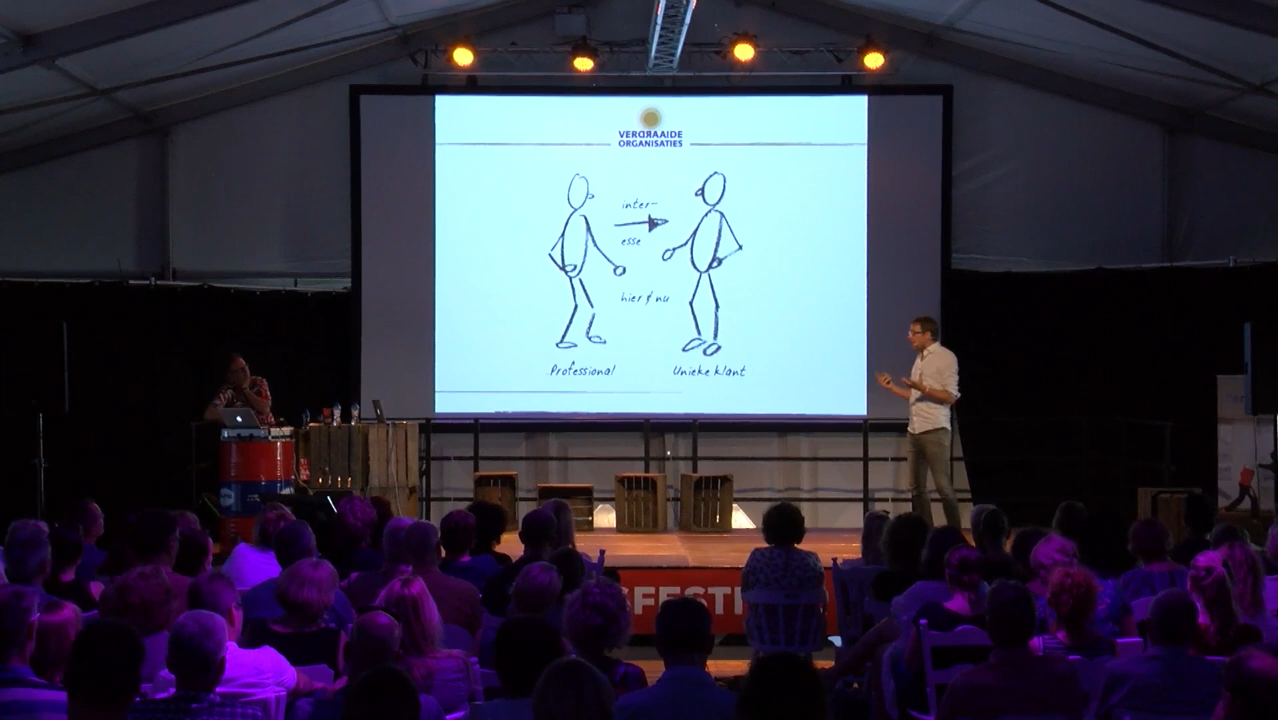 VERDRAAIDE
ORGANISATIES
inter-
esse
hier & nu
Professional
Unieke klant